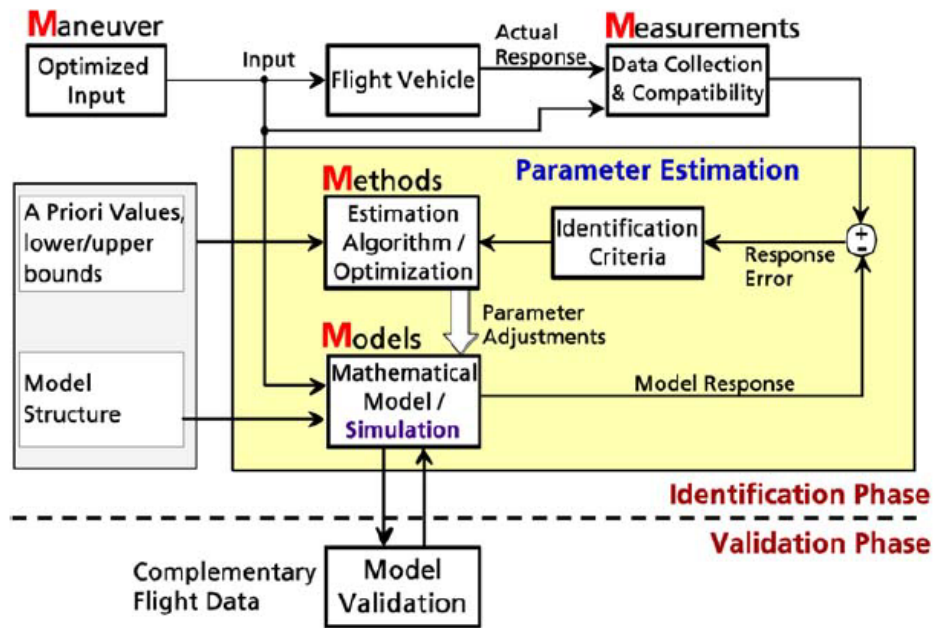 Maneuver
Optimized
Input
Input
Flight Vehicle
Actual
Response
Measurements
Data Collection
& Compatibility
Parameter Estimation
A Priori Values,
lower/upper
bounds
Methods
Estimation
Algorithm /
Optimization
Identification
Criteria
+
-
Response
Error
Parameter
Adjustments
Models
Mathematical
Model /
Simulation
Model Response
Model
Structure
Identification Phase
Validation Phase
Complementary
Flight Data
Model
Validation